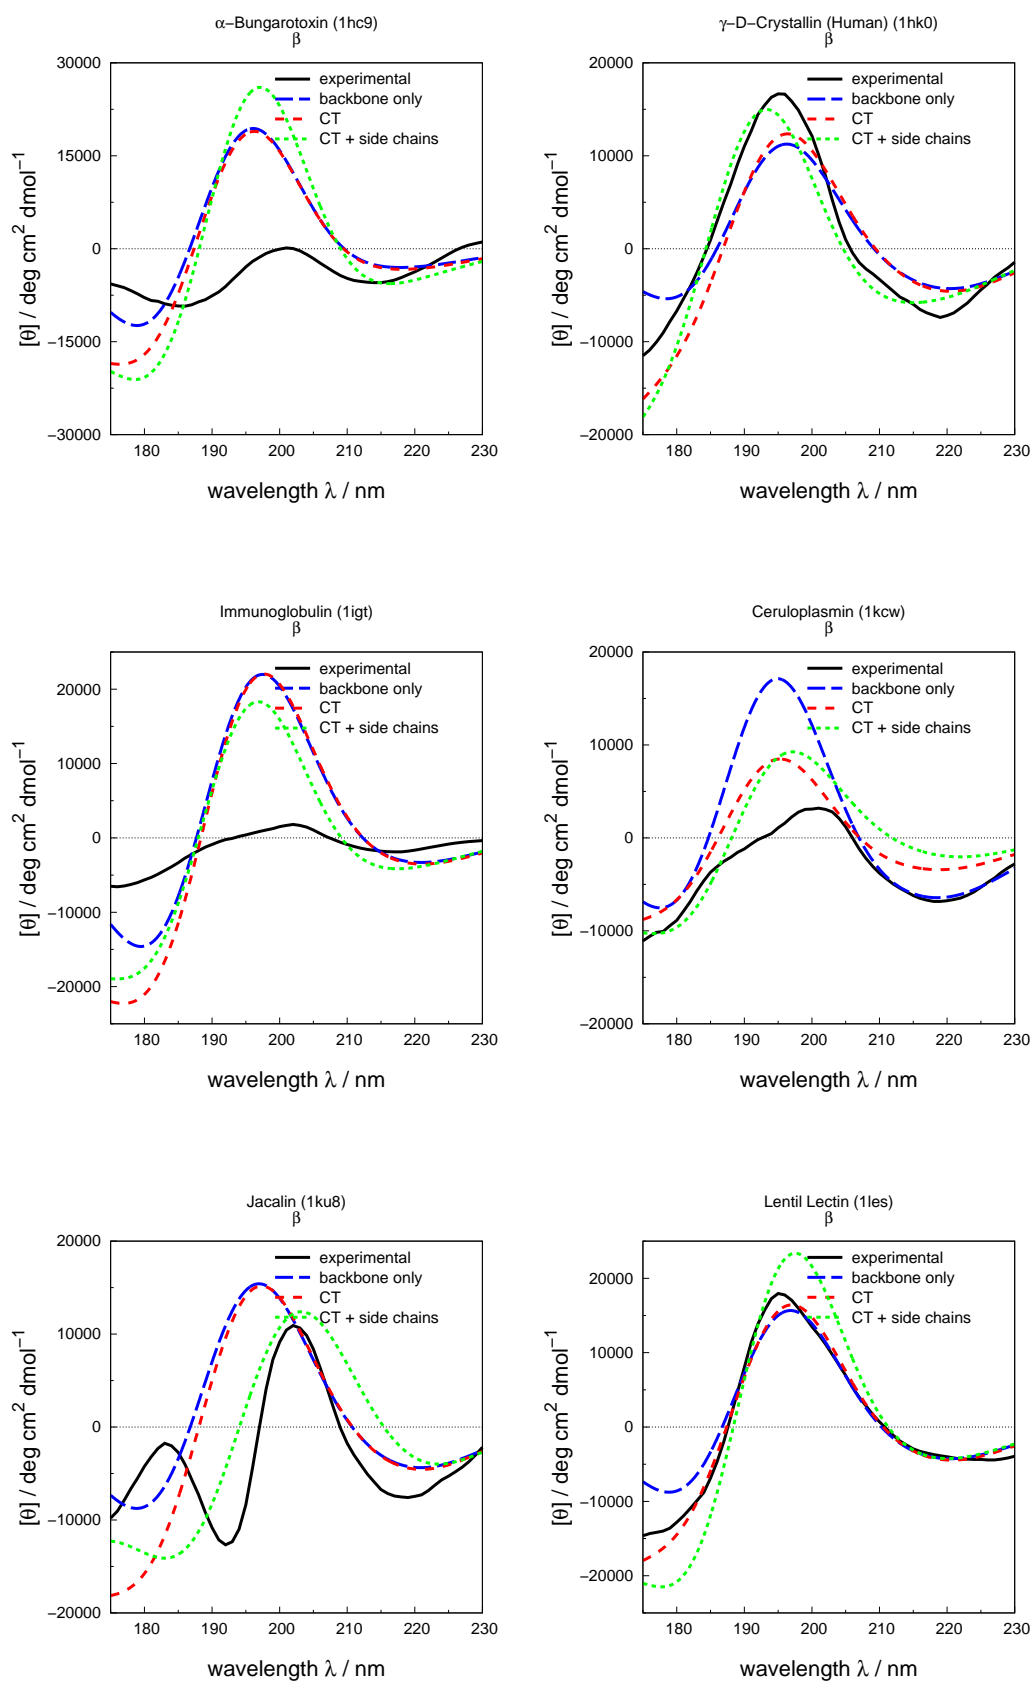 α−Bungarotoxin (1hc9)
β
30000
15000
0
−15000
−30000
180
190
200
210
220
230
[θ] / deg cm² dmol⁻¹
wavelength λ / nm
experimental
backbone only
CT
CT + side chains
γ−D−Crystallin (Human) (1hk0)
β
20000
10000
0
−10000
−20000
180
190
200
210
220
230
[θ] / deg cm² dmol⁻¹
wavelength λ / nm
experimental
backbone only
CT
CT + side chains
Immunoglobulin (1igt)
β
20000
10000
0
−10000
−20000
180
190
200
210
220
230
[θ] / deg cm² dmol⁻¹
wavelength λ / nm
experimental
backbone only
CT
CT + side chains
Ceruloplasmin (1kcw)
β
20000
10000
0
−10000
−20000
180
190
200
210
220
230
[θ] / deg cm² dmol⁻¹
wavelength λ / nm
experimental
backbone only
CT
CT + side chains
Jacalin (1ku8)
β
20000
10000
0
−10000
−20000
180
190
200
210
220
230
[θ] / deg cm² dmol⁻¹
wavelength λ / nm
experimental
backbone only
CT
CT + side chains
Lentil Lectin (1les)
β
20000
10000
0
−10000
−20000
180
190
200
210
220
230
[θ] / deg cm² dmol⁻¹
wavelength λ / nm
experimental
backbone only
CT
CT + side chains